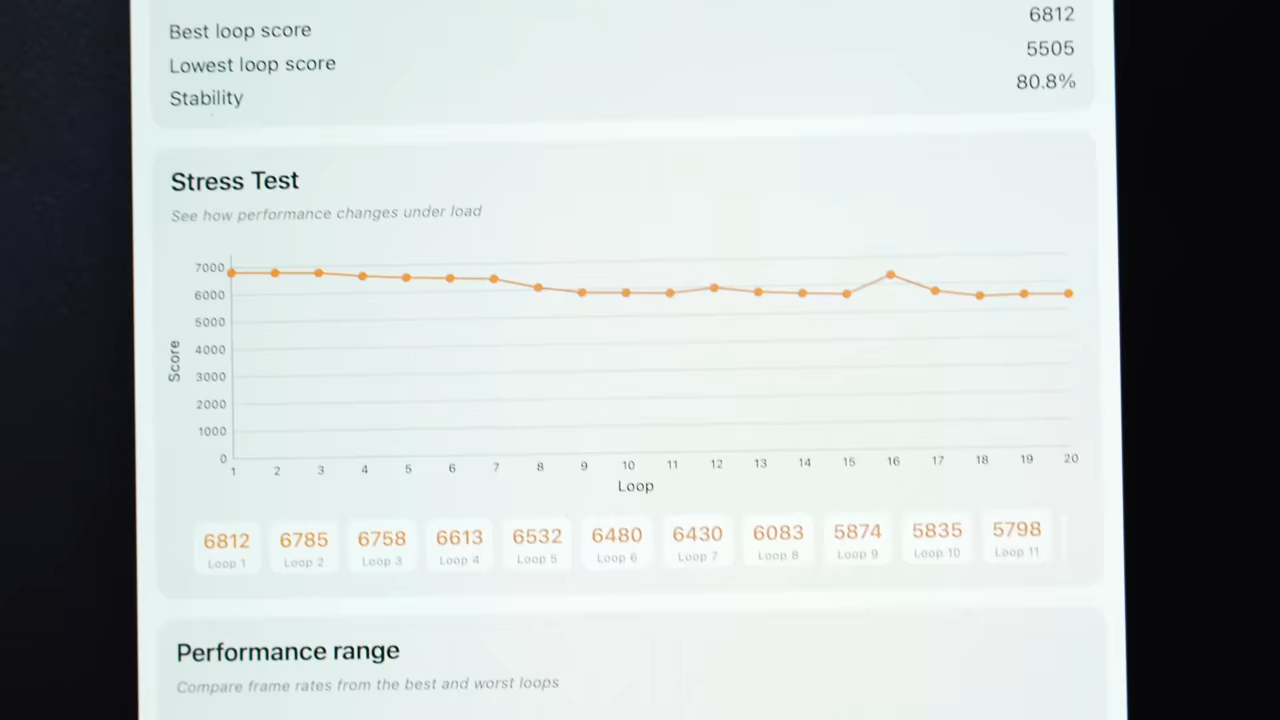 Best loop score 6812
Lowest loop score 5505
Stability 80.8%
Stress Test
See how performance changes under load
7000
6000
5000
4000
3000
2000
1000
0
Score
1 2 3 4 5 6 7 8 9 10 11 12 13 14 15 16 17 18 19 20
Loop
6812 6785 6758 6613 6532 6480 6430 6083 5874 5835 5798
Loop 1 Loop 2 Loop 3 Loop 4 Loop 5 Loop 6 Loop 7 Loop 8 Loop 9 Loop 10 Loop 11
Performance range
Compare frame rates from the best and worst loops